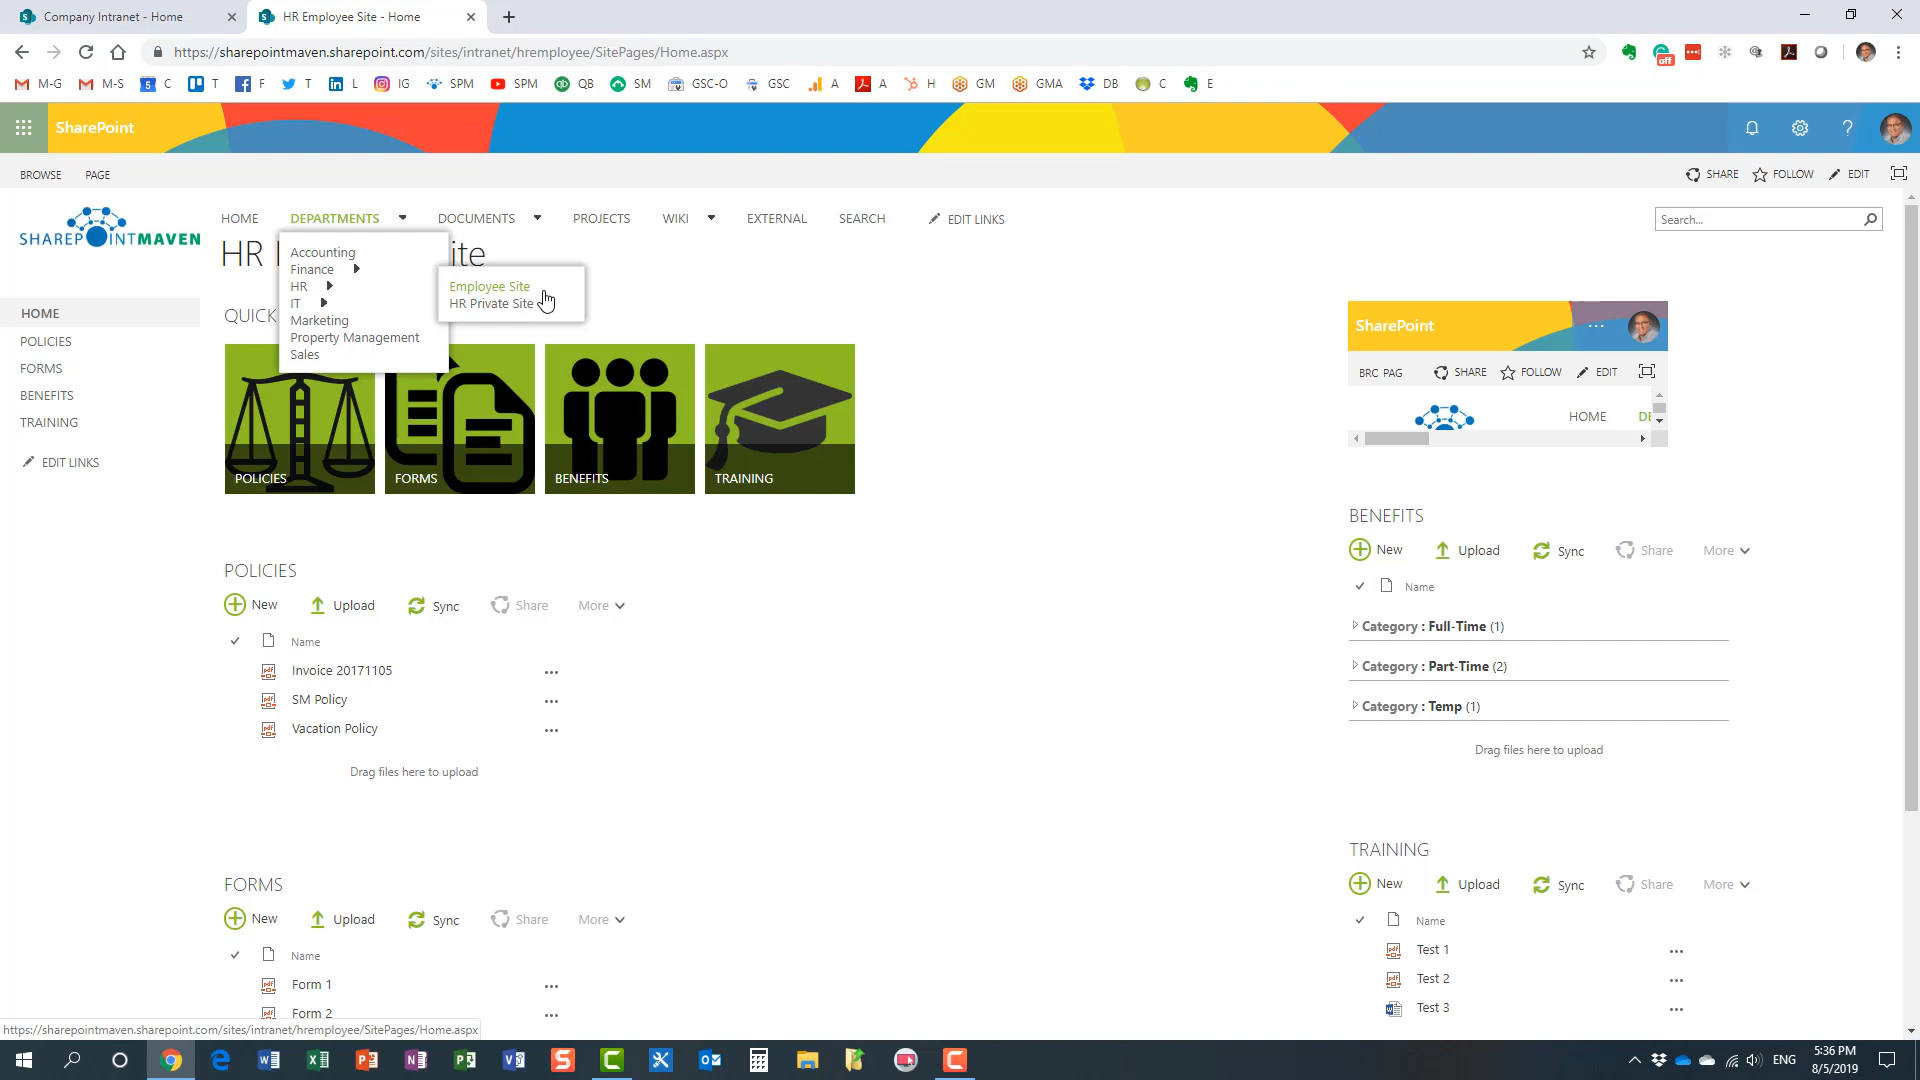 Company Intranet - Home
HR Employee Site - Home
https://sharepointmaven.sharepoint.com/sites/intranet/hremployee/SitePages/Home.aspx
off
M-G M-S 5 C T F T L IG SPM SPM QB SM GSC-O GSC A A H GM GMA DB C E
SharePoint
?
BROWSE PAGE SHARE FOLLOW EDIT
SHAREPOINTMAVEN
HOME DEPARTMENTS DOCUMENTS PROJECTS WIKI EXTERNAL SEARCH EDIT LINKS
Search...
HR ite
Accounting
Finance
HR
IT
Marketing
Property Management
Sales
Employee Site
HR Private Site
HOME
POLICIES
FORMS
BENEFITS
TRAINING
EDIT LINKS
QUICK
POLICIES
FORMS
BENEFITS
TRAINING
SharePoint
BRC PAG SHARE FOLLOW EDIT
HOME DE
POLICIES
New Upload Sync Share More
Name
Invoice 20171105
SM Policy
Vacation Policy
Drag files here to upload
BENEFITS
New Upload Sync Share More
Name
Category : Full-Time (1)
Category : Part-Time (2)
Category : Temp (1)
Drag files here to upload
FORMS
New Upload Sync Share More
Name
Form 1
Form 2
TRAINING
New Upload Sync Share More
Name
Test 1
Test 2
Test 3
https://sharepointmaven.sharepoint.com/sites/intranet/hremployee/SitePages/Home.aspx
ENG
5:36 PM
8/5/2019